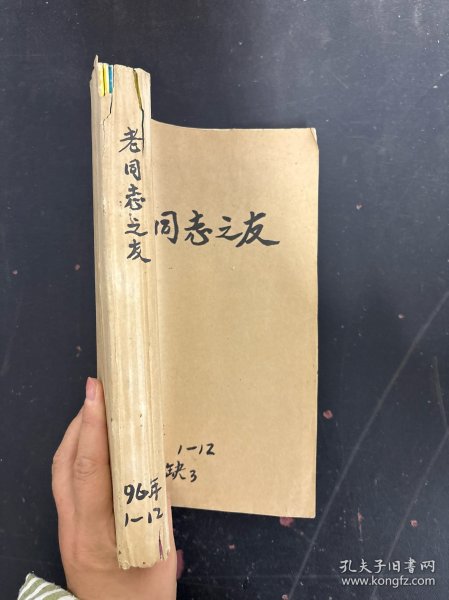 老同志之友
96年
1—12
同志之友
1—12
缺3
孔夫子旧书网
www.kongfz.com